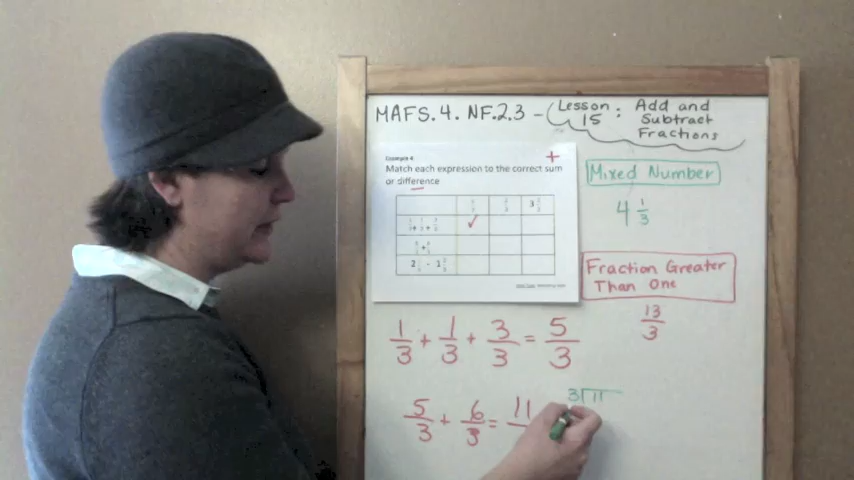 MAFS.4.NF.2.3 - Lesson 15: Add and Subtract Fractions
Example 4
Match each expression to the correct sum
or difference
+
✓
Mixed Number
4 1/3
Fraction Greater
Than One
13/3
1/3 + 1/3 + 3/3 = 5/3
5/3 + 6/3 = 11
3⟌11